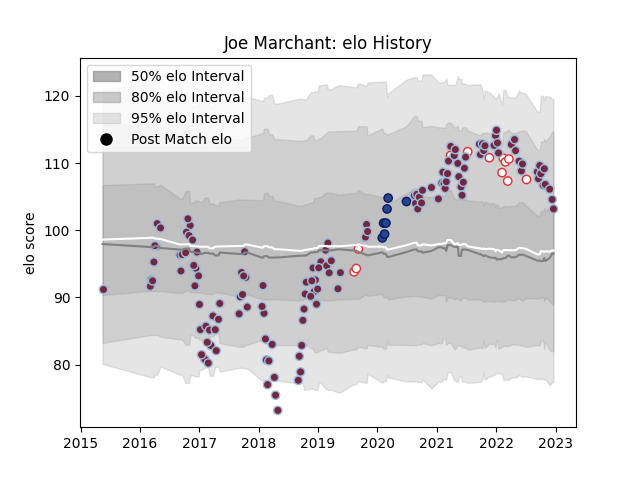 Joe Marchant: elo History
50% elo Interval
80% elo Interval
95% elo Interval
Post Match elo
elo score
120
110
100
90
80
2015 2016 2017 2018 2019 2020 2021 2022 2023